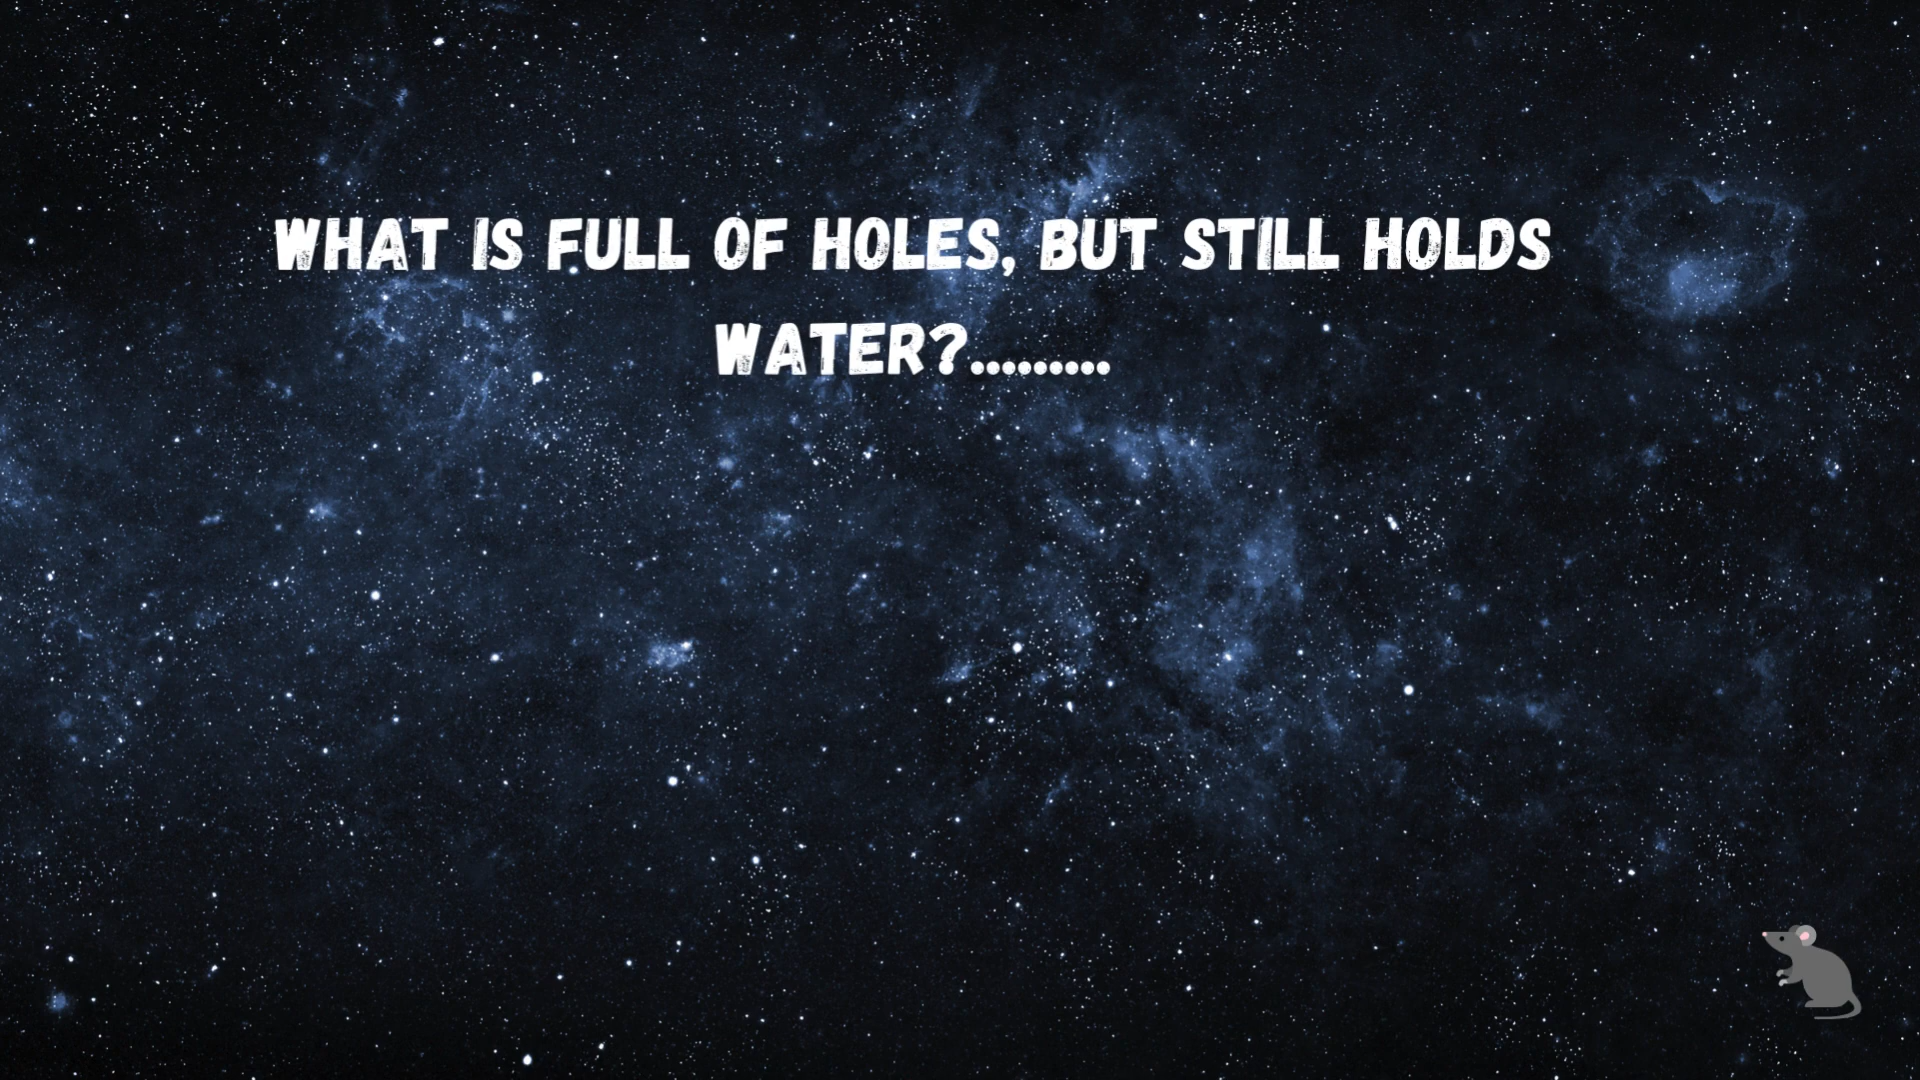 WHAT IS FULL OF HOLES, BUT STILL HOLDS
WATER?.........